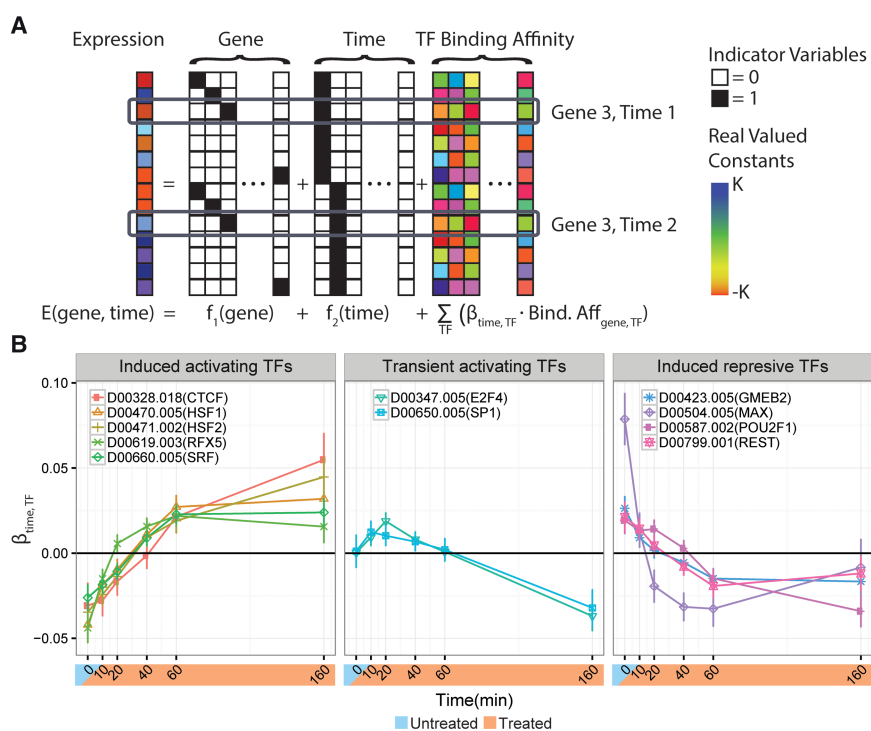 A
Expression Gene Time TF Binding Affinity
Indicator Variables
= 0
= 1
Gene 3, Time 1
Real Valued
Constants
K
-K
= ... + ... + ...
Gene 3, Time 2
E(gene, time) = f1(gene) + f2(time) + ∑TF (βtime, TF · Bind. Affgene, TF)
B
Induced activating TFs Transient activating TFs Induced represive TFs
D00328.018(CTCF)
D00470.005(HSF1)
D00471.002(HSF2)
D00619.003(RFX5)
D00660.005(SRF)
D00347.005(E2F4)
D00650.005(SP1)
D00423.005(GMEB2)
D00504.005(MAX)
D00587.002(POU2F1)
D00799.001(REST)
0.10
0.05
0.00
−0.05
βtime, TF
0 10 20 40 60 160 0 10 20 40 60 160 0 10 20 40 60 160
Time(min)
Untreated Treated